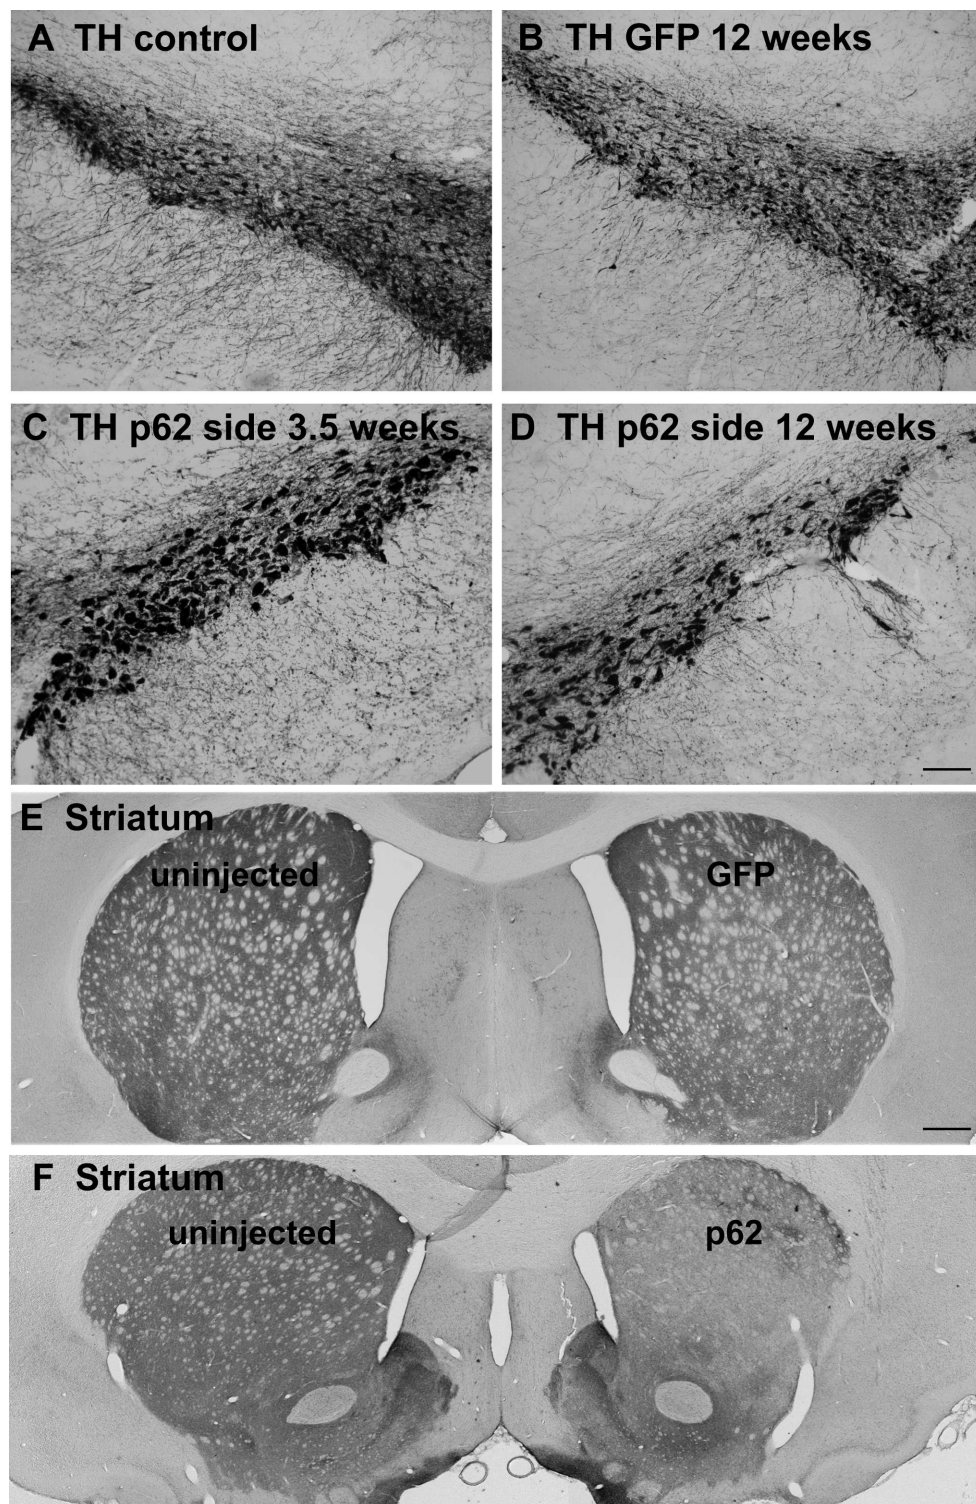 A TH control
B TH GFP 12 weeks
C TH p62 side 3.5 weeks
D TH p62 side 12 weeks
E Striatum
uninjected
GFP
F Striatum
uninjected
p62